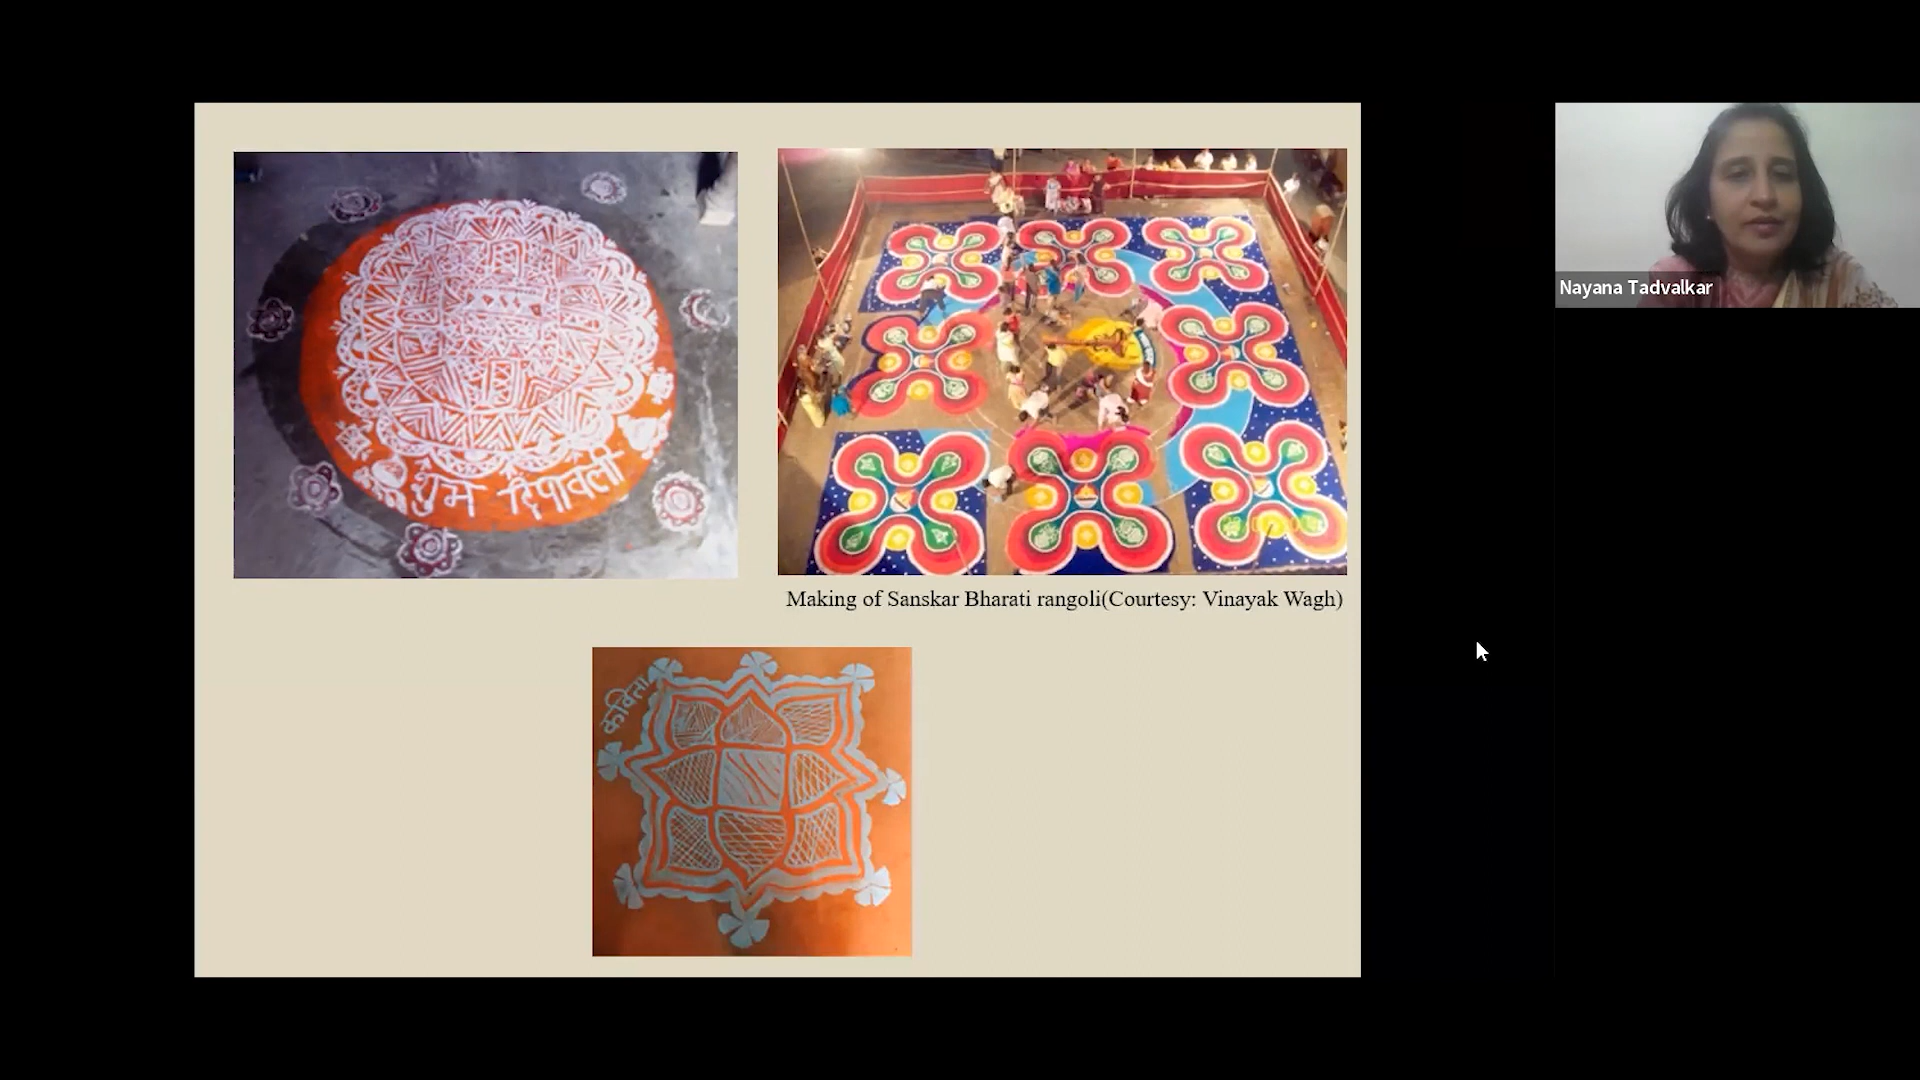 शुभ दिपावली
Making of Sanskar Bharati rangoli(Courtesy: Vinayak Wagh)
कविता
Nayana Tadvalkar